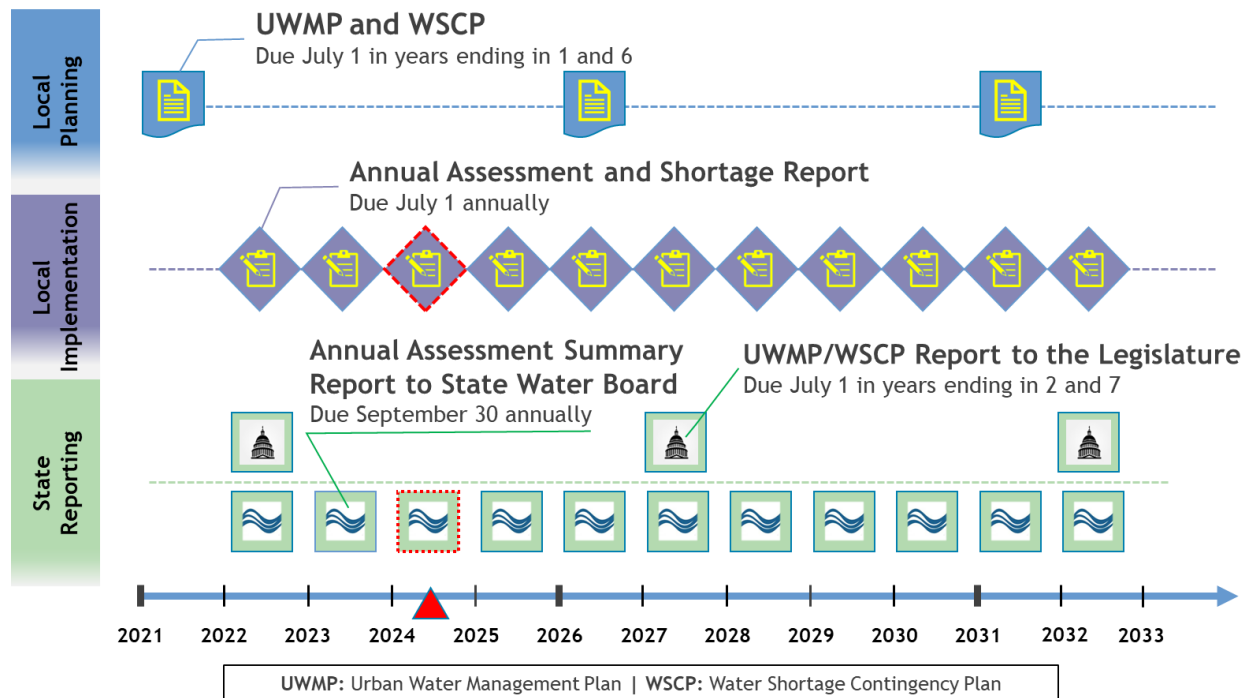 UWMP and WSCP
Due July 1 in years ending in 1 and 6
Local
Planning
Annual Assessment and Shortage Report
Due July 1 annually
Local
Implementation
Annual Assessment Summary
Report to State Water Board
Due September 30 annually
UWMP/WSCP Report to the Legislature
Due July 1 in years ending in 2 and 7
State
Reporting
2021 2022 2023 2024 2025 2026 2027 2028 2029 2030 2031 2032 2033
UWMP: Urban Water Management Plan | WSCP: Water Shortage Contingency Plan